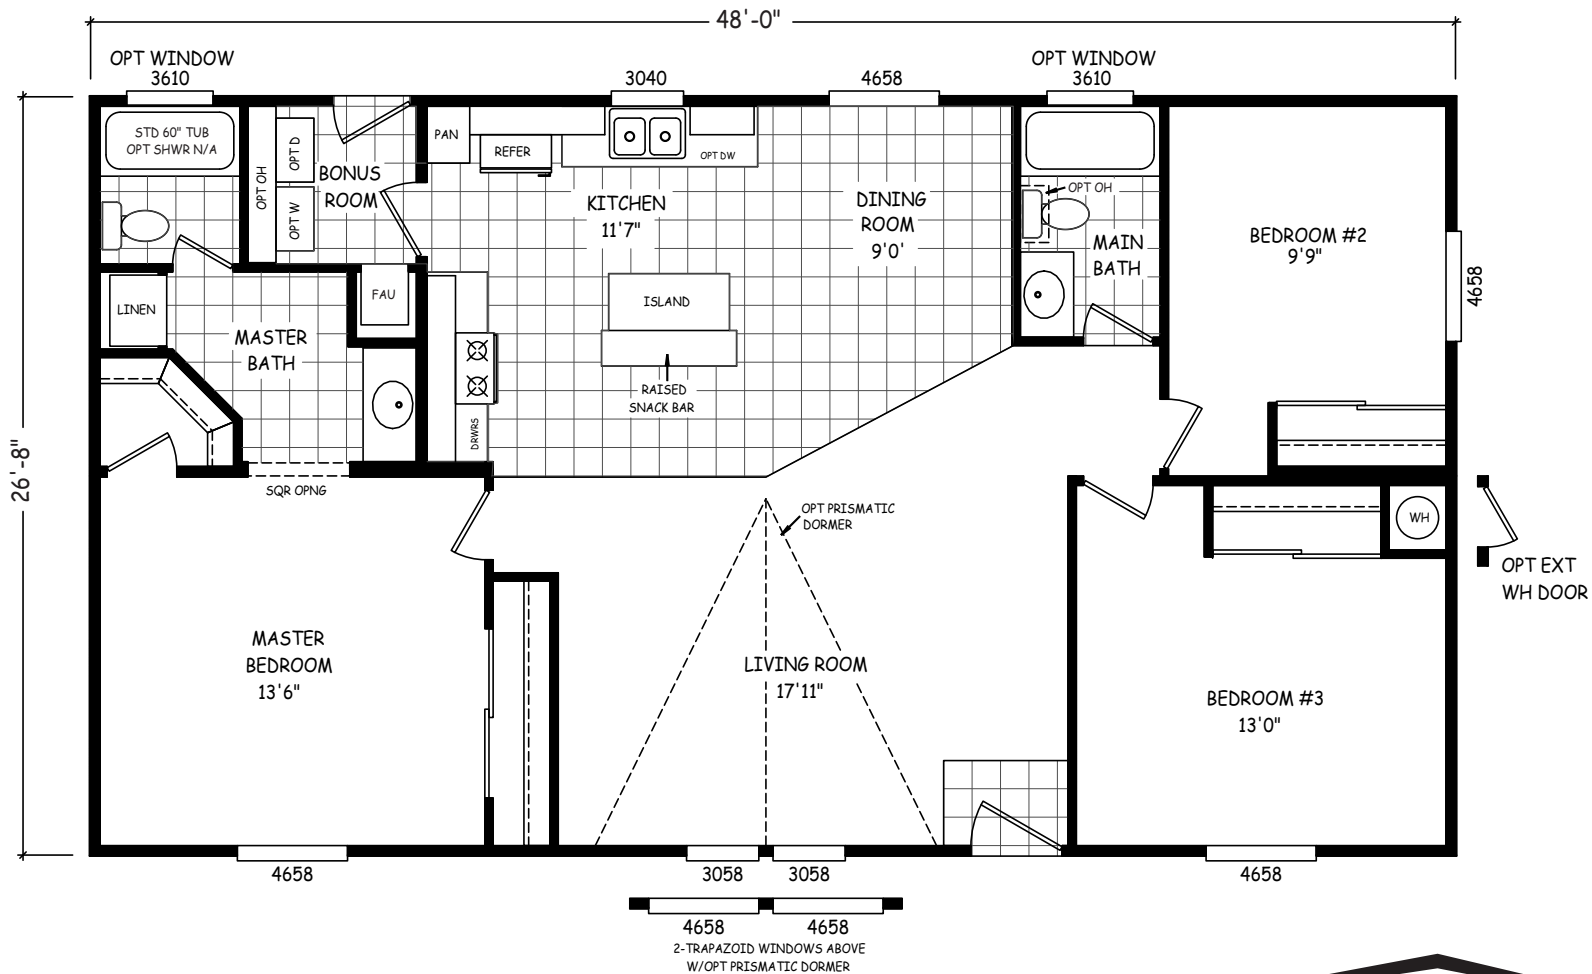 48'-0"
OPT WINDOW
3610
3040
4658
OPT WINDOW
3610
STD 60" TUB
OPT SHWR N/A
OPT OH
OPT D
OPT W
BONUS
ROOM
PAN
REFER
OPT DW
KITCHEN
11'7"
DINING
ROOM
9'0'
OPT OH
MAIN
BATH
BEDROOM #2
9'9"
4658
LINEN
FAU
MASTER
BATH
ISLAND
RAISED
SNACK BAR
DRWRS
26'-8"
SQR OPNG
OPT PRISMATIC
DORMER
WH
OPT EXT
WH DOOR
MASTER
BEDROOM
13'6"
LIVING ROOM
17'11"
BEDROOM #3
13'0"
4658
3058
3058
4658
4658
4658
2-TRAPAZOID WINDOWS ABOVE
W/OPT PRISMATIC DORMER